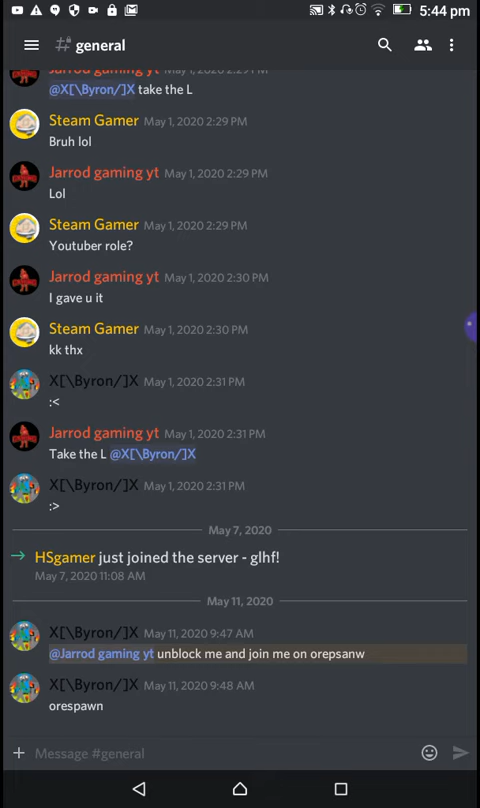 5:44 pm
# general
Jarrod gaming yt May 1, 2020 2:29 PM
@X[\Byron/]X take the L
Steam Gamer May 1, 2020 2:29 PM
Bruh lol
Jarrod gaming yt May 1, 2020 2:29 PM
Lol
Steam Gamer May 1, 2020 2:29 PM
Youtuber role?
Jarrod gaming yt May 1, 2020 2:30 PM
I gave u it
Steam Gamer May 1, 2020 2:30 PM
kk thx
X[\Byron/]X May 1, 2020 2:31 PM
:<
Jarrod gaming yt May 1, 2020 2:31 PM
Take the L @X[\Byron/]X
X[\Byron/]X May 1, 2020 2:31 PM
:>
May 7, 2020
HSgamer just joined the server - glhf!
May 7, 2020 11:08 AM
May 11, 2020
X[\Byron/]X May 11, 2020 9:47 AM
@Jarrod gaming yt unblock me and join me on orepsanw
X[\Byron/]X May 11, 2020 9:48 AM
orespawn
Message #general